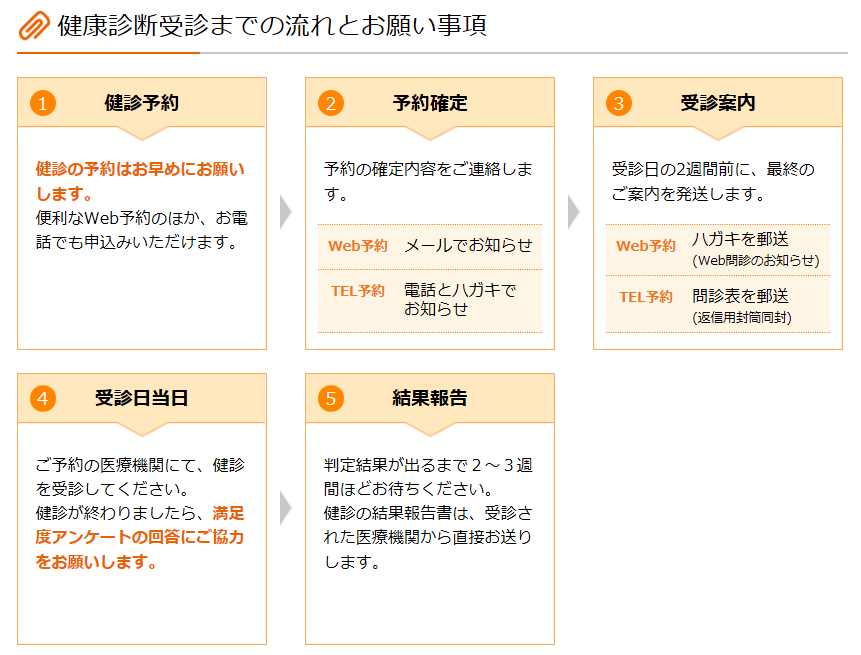 健康診断受診までの流れとお願い事項
1 健診予約
健診の予約はお早めにお願い
します。
便利なWeb予約のほか、お電
話でも申込みいただけます。
2 予約確定
予約の確定内容をご連絡しま
す。
Web予約 メールでお知らせ
TEL予約 電話とハガキで
お知らせ
3 受診案内
受診日の2週間前に、最終の
ご案内を発送します。
Web予約 ハガキを郵送
(Web問診のお知らせ)
TEL予約 問診表を郵送
(返信用封筒同封)
4 受診日当日
ご予約の医療機関にて、健診
を受診してください。
健診が終わりましたら、満足
度アンケートの回答にご協力
をお願いします。
5 結果報告
判定結果が出るまで２～３週
間ほどお待ちください。
健診の結果報告書は、受診さ
れた医療機関から直接お送り
します。